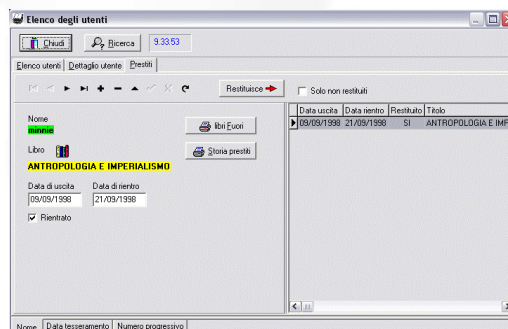 Elenco degli utenti
Chiudi Ricerca 9.33.53
Elenco utenti Dettaglio utente Prestiti
Restituisce Solo non restituiti
Data uscita Data rientro Restituito Titolo
09/09/1998 21/09/1998 SI ANTROPOLOGIA E IMP
Nome
minnie
libri Fuori
Libro
Storia prestiti
ANTROPOLOGIA E IMPERIALISMO
Data di uscita Data di rientro
09/09/1998 21/09/1998
Rientrato
Nome Data tesseramento Numero progressivo